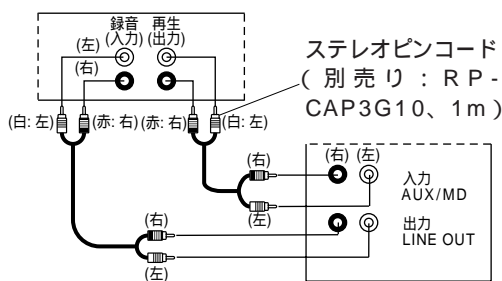 録音 再生
(入力) (出力)
(左)
(右)
ステレオピンコード
(別売り：RP-
CAP3G10、1m)
(白: 左) (赤: 右) (赤: 右) (白: 左)
(右) (右) (左)
入力
AUX/MD
(左)
出力
LINE OUT
(右)
(左)